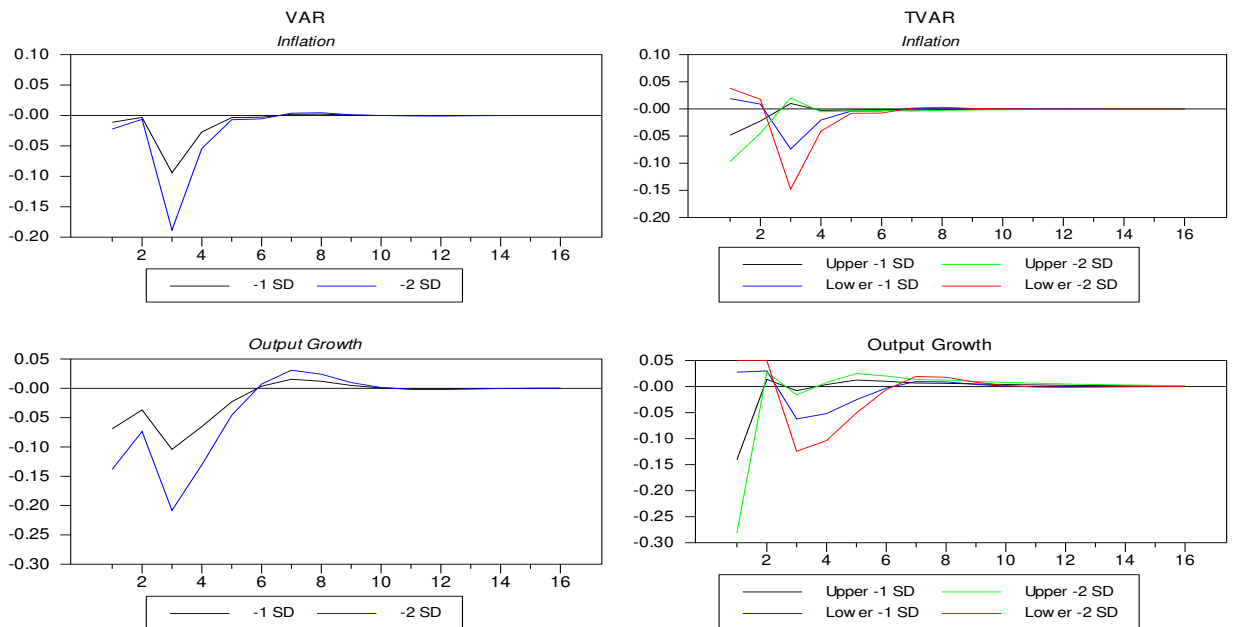 VAR
Inflation
0.10
0.05
-0.00
-0.05
-0.10
-0.15
-0.20
2 4 6 8 10 12 14 16
-1 SD -2 SD
TVAR
Inflation
0.10
0.05
-0.00
-0.05
-0.10
-0.15
-0.20
2 4 6 8 10 12 14 16
Upper -1 SD Upper -2 SD
Lower -1 SD Lower -2 SD
Output Growth
0.05
-0.00
-0.05
-0.10
-0.15
-0.20
-0.25
-0.30
2 4 6 8 10 12 14 16
-1 SD -2 SD
Output Growth
0.05
-0.00
-0.05
-0.10
-0.15
-0.20
-0.25
-0.30
2 4 6 8 10 12 14 16
Upper -1 SD Upper -2 SD
Lower -1 SD Lower -2 SD